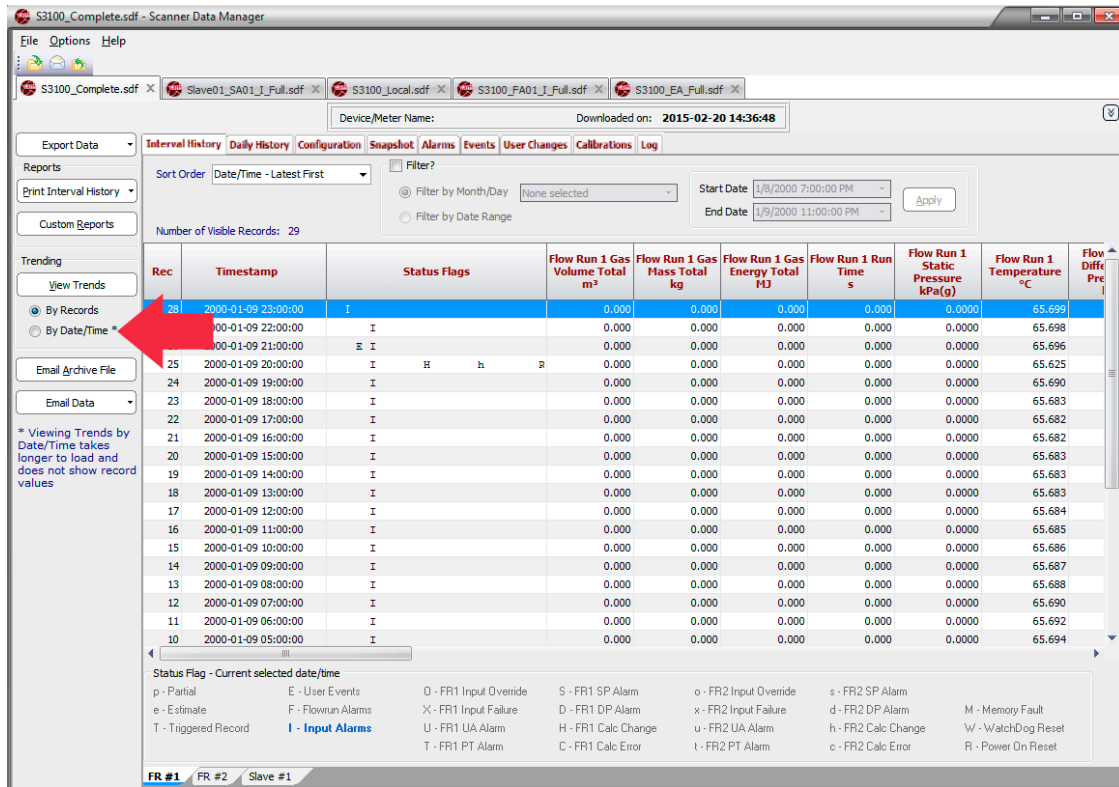 S3100_Complete.sdf - Scanner Data Manager
File Options Help
S3100_Complete.sdf Slave01_SA01_I_Full.sdf S3100_Local.sdf S3100_FA01_I_Full.sdf S3100_EA_Full.sdf
Device/Meter Name: Downloaded on: 2015-02-20 14:36:48
Export Data
Interval History Daily History Configuration Snapshot Alarms Events User Changes Calibrations Log
Reports
Print Interval History
Custom Reports
Sort Order Date/Time - Latest First
Filter?
Filter by Month/Day None selected
Filter by Date Range
Start Date 1/8/2000 7:00:00 PM
End Date 1/9/2000 11:00:00 PM
Apply
Number of Visible Records: 29
Trending
View Trends
By Records
By Date/Time *
Email Archive File
Email Data
* Viewing Trends by
Date/Time takes
longer to load and
does not show record
values
Rec Timestamp Status Flags Flow Run 1 Gas Volume Total m³ Flow Run 1 Gas Mass Total kg Flow Run 1 Gas Energy Total MJ Flow Run 1 Run Time s Flow Run 1 Static Pressure kPa(g) Flow Run 1 Temperature °C Flow Diffe Pre
28 2000-01-09 23:00:00 I 0.000 0.000 0.000 0.000 0.0000 65.699
2000-01-09 22:00:00 I 0.000 0.000 0.000 0.000 0.0000 65.698
2000-01-09 21:00:00 E I 0.000 0.000 0.000 0.000 0.0000 65.696
25 2000-01-09 20:00:00 I H h R 0.000 0.000 0.000 0.000 0.0000 65.625
24 2000-01-09 19:00:00 I 0.000 0.000 0.000 0.000 0.0000 65.690
23 2000-01-09 18:00:00 I 0.000 0.000 0.000 0.000 0.0000 65.683
22 2000-01-09 17:00:00 I 0.000 0.000 0.000 0.000 0.0000 65.682
21 2000-01-09 16:00:00 I 0.000 0.000 0.000 0.000 0.0000 65.682
20 2000-01-09 15:00:00 I 0.000 0.000 0.000 0.000 0.0000 65.683
19 2000-01-09 14:00:00 I 0.000 0.000 0.000 0.000 0.0000 65.683
18 2000-01-09 13:00:00 I 0.000 0.000 0.000 0.000 0.0000 65.683
17 2000-01-09 12:00:00 I 0.000 0.000 0.000 0.000 0.0000 65.684
16 2000-01-09 11:00:00 I 0.000 0.000 0.000 0.000 0.0000 65.685
15 2000-01-09 10:00:00 I 0.000 0.000 0.000 0.000 0.0000 65.686
14 2000-01-09 09:00:00 I 0.000 0.000 0.000 0.000 0.0000 65.687
13 2000-01-09 08:00:00 I 0.000 0.000 0.000 0.000 0.0000 65.688
12 2000-01-09 07:00:00 I 0.000 0.000 0.000 0.000 0.0000 65.690
11 2000-01-09 06:00:00 I 0.000 0.000 0.000 0.000 0.0000 65.692
10 2000-01-09 05:00:00 I 0.000 0.000 0.000 0.000 0.0000 65.694
Status Flag - Current selected date/time
p - Partial E - User Events O - FR1 Input Override S - FR1 SP Alarm o - FR2 Input Override s - FR2 SP Alarm
e - Estimate F - Flowrun Alarms X - FR1 Input Failure D - FR1 DP Alarm x - FR2 Input Failure d - FR2 DP Alarm M - Memory Fault
T - Triggered Record I - Input Alarms U - FR1 UA Alarm H - FR1 Calc Change u - FR2 UA Alarm h - FR2 Calc Change W - WatchDog Reset
T - FR1 PT Alarm C - FR1 Calc Error t - FR2 PT Alarm c - FR2 Calc Error R - Power On Reset
FR #1 FR #2 Slave #1